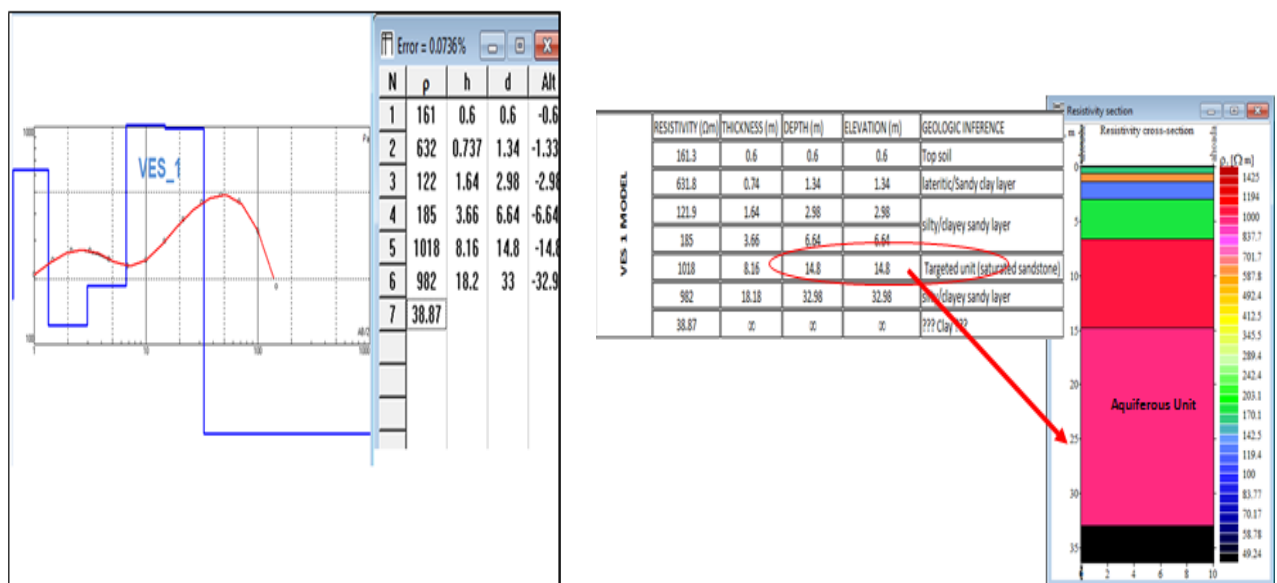 Error = 0.0736%
N ρ h d Alt
1 161 0.6 0.6 -0.6
2 632 0.737 1.34 -1.33
3 122 1.64 2.98 -2.98
4 185 3.66 6.64 -6.64
5 1018 8.16 14.8 -14.8
6 982 18.2 33 -32.9
7 38.87
1000
VES_1
100
AB/2
1 10 100 1000
VES 1 MODEL
RESISTIVITY (Ωm) THICKNESS (m) DEPTH (m) ELEVATION (m) GEOLOGIC INFERENCE
161.3 0.6 0.6 0.6 Top soil
631.8 0.74 1.34 1.34 lateritic/Sandy clay layer
121.9 1.64 2.98 2.98
silty/clayey sandy layer
185 3.66 6.64 6.64
1018 8.16 14.8 14.8 Targeted unit (saturated sandstone)
982 18.18 32.98 32.98 silty/clayey sandy layer
38.87 ∞ ∞ ∞ ??? Clay ???
Resistivity section
Resistivity cross-section
, m
ρ, [Ω m]
0
5
10
15
20
25
30
35
Aquiferous Unit
0 2 4 6 8 10
1425
1194
1000
837.7
701.7
587.8
492.4
412.5
345.5
289.4
242.4
203.1
170.1
142.5
119.4
100
83.77
70.17
58.78
49.24